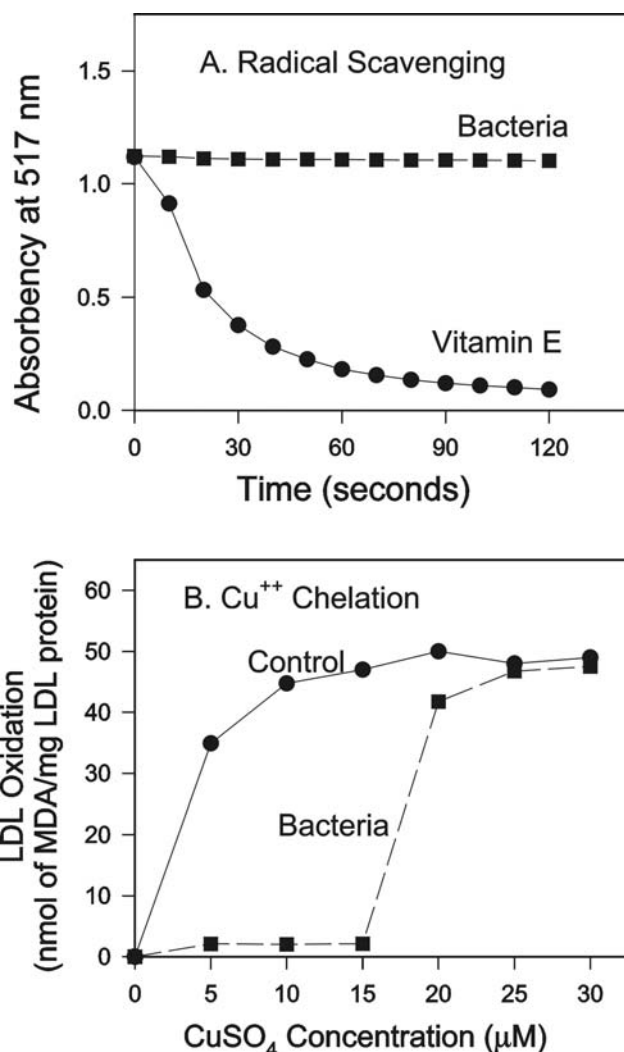 A. Radical Scavenging
Bacteria
Vitamin E
Absorbency at 517 nm
1.5
1.0
0.5
0.0
0 30 60 90 120
Time (seconds)
B. Cu⁺⁺ Chelation
Control
Bacteria
LDL Oxidation
(nmol of MDA/mg LDL protein)
60
50
40
30
20
10
0
0 5 10 15 20 25 30
CuSO₄ Concentration (μM)